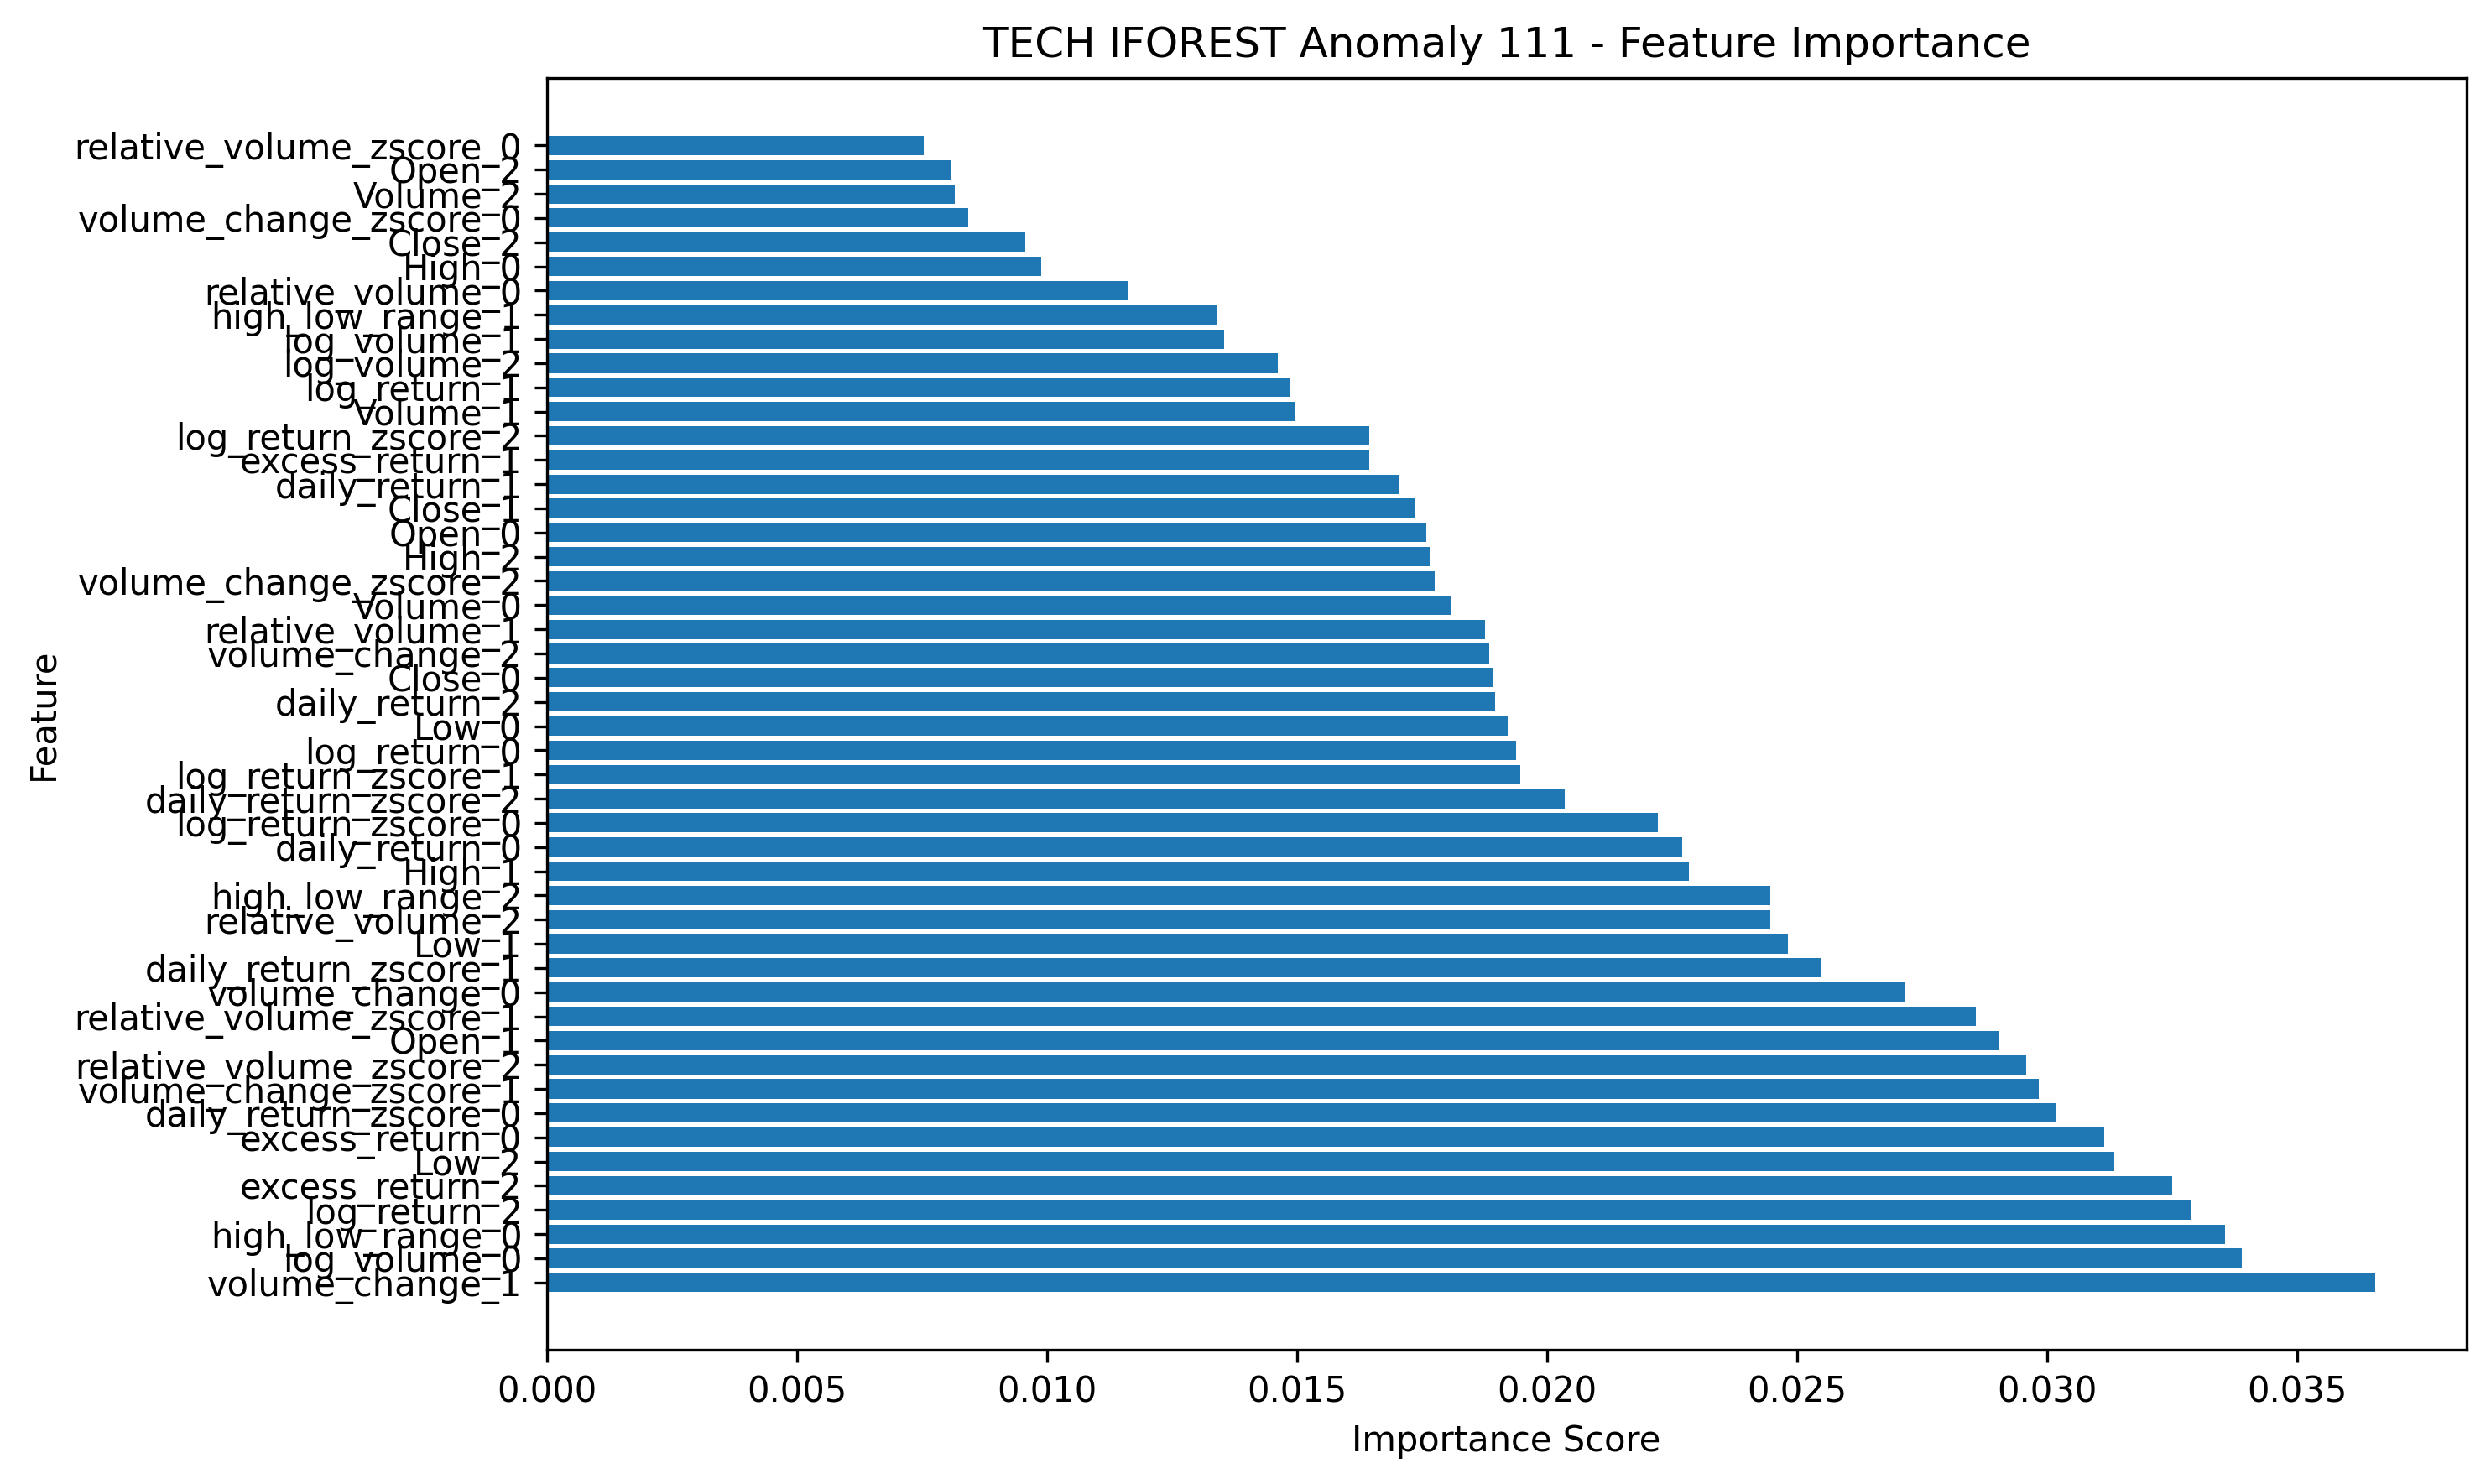 TECH IFOREST Anomaly 111 - Feature Importance
relative_volume_zscore_0
Open_2
Volume_2
volume_change_zscore_0
Close_2
High_0
relative_volume_0
high_low_range_1
log_volume_1
log_volume_2
log_return_1
Volume_1
log_return_zscore_2
excess_return_1
daily_return_1
Close_1
Open_0
High_2
volume_change_zscore_2
Volume_0
relative_volume_1
volume_change_2
Close_0
daily_return_2
Low_0
log_return_0
log_return_zscore_1
daily_return_zscore_2
log_return_zscore_0
daily_return_0
High_1
high_low_range_2
relative_volume_2
Low_1
daily_return_zscore_1
volume_change_0
relative_volume_zscore_1
Open_1
relative_volume_zscore_2
volume_change_zscore_1
daily_return_zscore_0
excess_return_0
Low_2
excess_return_2
log_return_2
high_low_range_0
log_volume_0
volume_change_1
Feature
0.000 0.005 0.010 0.015 0.020 0.025 0.030 0.035
Importance Score